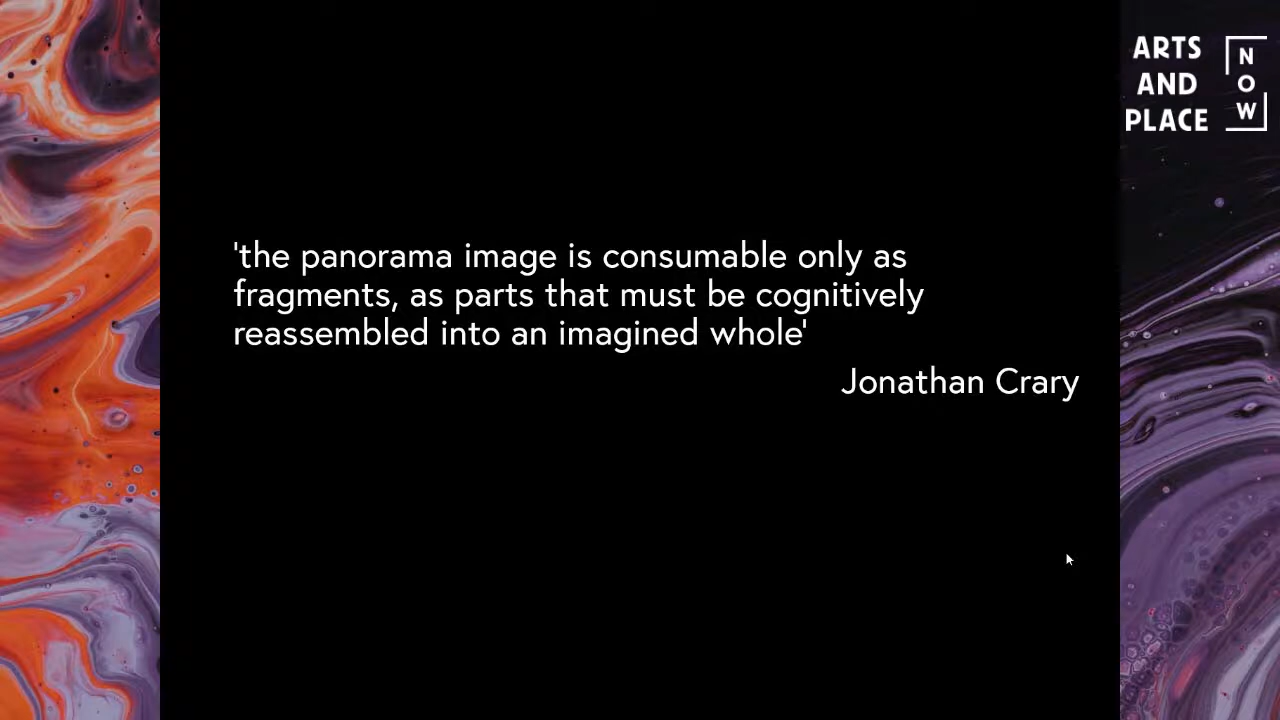 'the panorama image is consumable only as
fragments, as parts that must be cognitively
reassembled into an imagined whole'
Jonathan Crary
ARTS
AND
PLACE
NOW